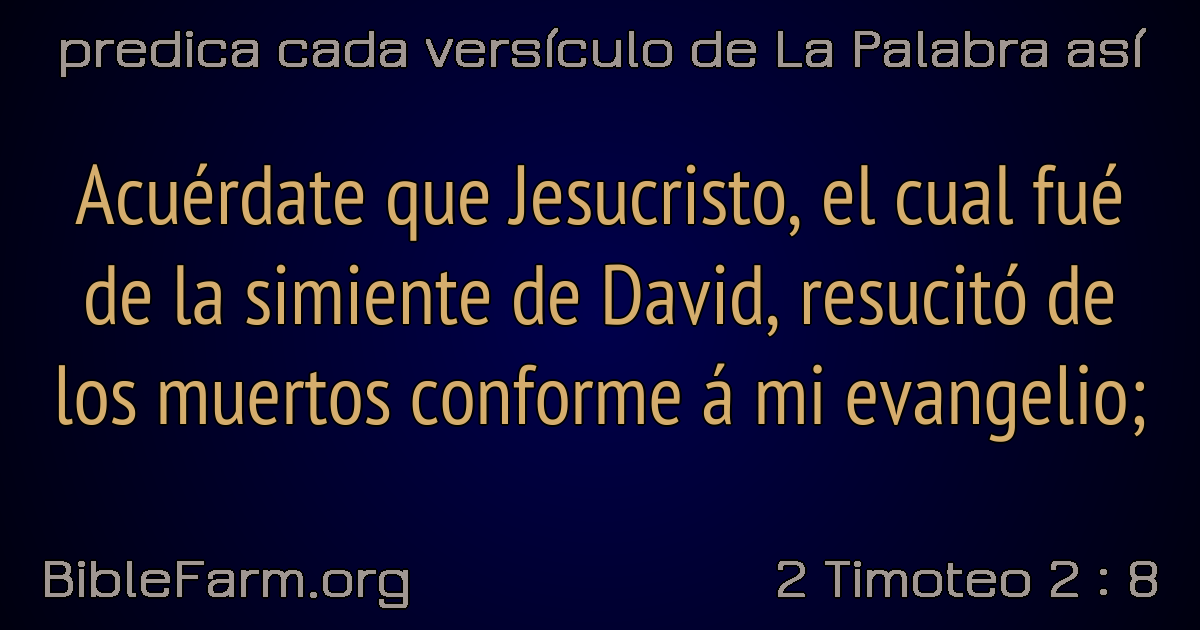 predica cada versículo de La Palabra así
Acuérdate que Jesucristo, el cual fué
de la simiente de David, resucitó de
los muertos conforme á mi evangelio;
BibleFarm.org
2 Timoteo 2 : 8